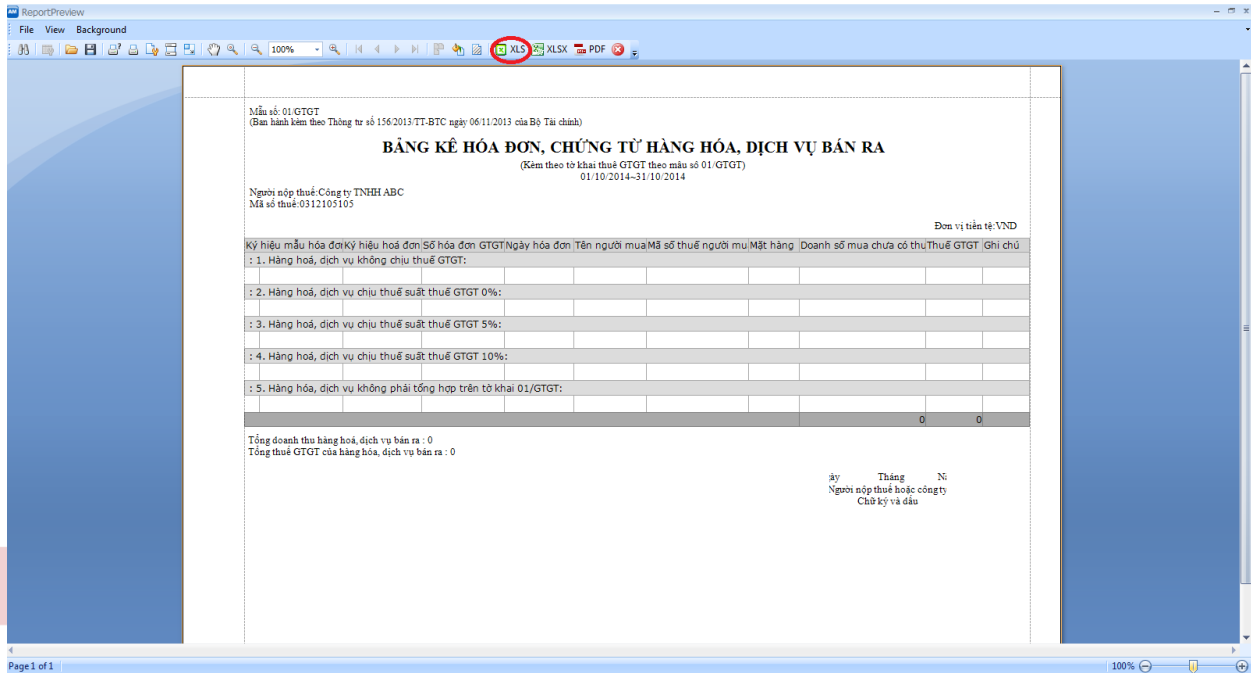 ReportPreview
File View Background
100% XLS XLSX PDF
Mẫu số: 01/GTGT
(Ban hành kèm theo Thông tư số 156/2013/TT-BTC ngày 06/11/2013 của Bộ Tài chính)
BẢNG KÊ HÓA ĐƠN, CHỨNG TỪ HÀNG HÓA, DỊCH VỤ BÁN RA
(Kèm theo tờ khai thuế GTGT theo mẫu số 01/GTGT)
01/10/2014~31/10/2014
Người nộp thuế:Công ty TNHH ABC
Mã số thuế:0312105105
Đơn vị tiền tệ:VND
Ký hiệu mẫu hóa đơ Ký hiệu hoá đơn Số hóa đơn GTGT Ngày hóa đơn Tên người mua Mã số thuế người mu Mặt hàng Doanh số mua chưa có thu Thuế GTGT Ghi chú
: 1. Hàng hoá, dịch vụ không chịu thuế GTGT:
: 2. Hàng hoá, dịch vụ chịu thuế suất thuế GTGT 0%:
: 3. Hàng hoá, dịch vụ chịu thuế suất thuế GTGT 5%:
: 4. Hàng hoá, dịch vụ chịu thuế suất thuế GTGT 10%:
: 5. Hàng hóa, dịch vụ không phải tổng hợp trên tờ khai 01/GTGT:
0 0
Tổng doanh thu hàng hoá, dịch vụ bán ra : 0
Tổng thuế GTGT của hàng hóa, dịch vụ bán ra : 0
ày Tháng Nă
Người nộp thuế hoặc công ty
Chữ ký và dấu
Page 1 of 1 100%